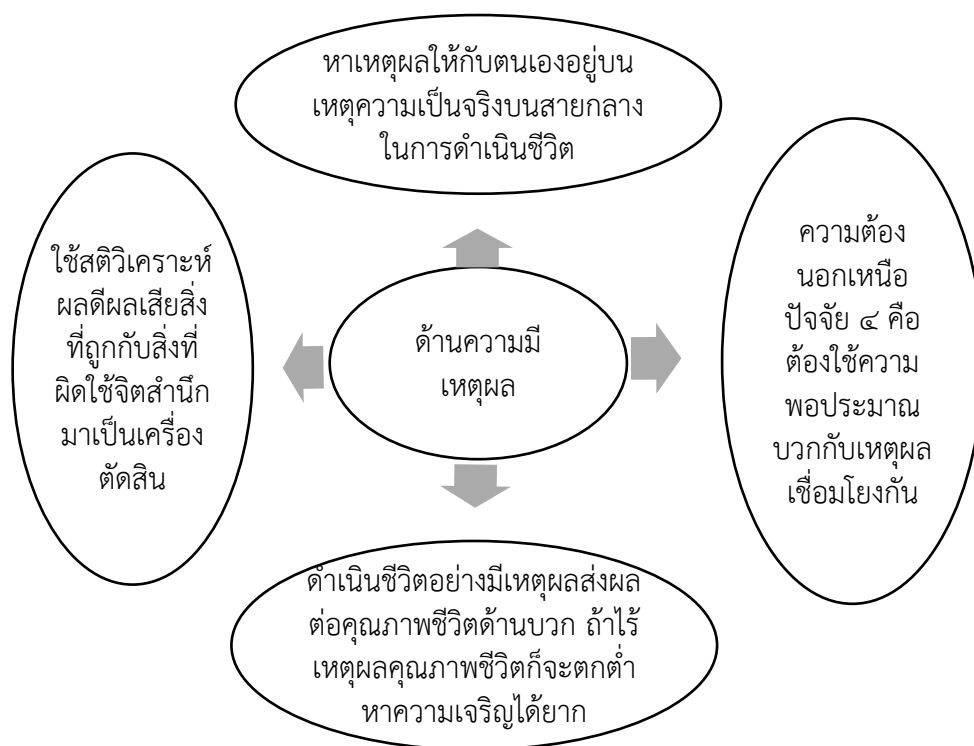 หาเหตุผลให้กับตนเองอยู่บน
เหตุความเป็นจริงบนสายกลาง
ในการดำเนินชีวิต
ใช้สติวิเคราะห์
ผลดีผลเสียสิ่ง
ที่ถูกกับสิ่งที่
ผิดใช้จิตสำนึก
มาเป็นเครื่อง
ตัดสิน
ด้านความมี
เหตุผล
ความต้อง
นอกเหนือ
ปัจจัย ๔ คือ
ต้องใช้ความ
พอประมาณ
บวกกับเหตุผล
เชื่อมโยงกัน
ดำเนินชีวิตอย่างมีเหตุผลส่งผล
ต่อคุณภาพชีวิตด้านบวก ถ้าไร้
เหตุผลคุณภาพชีวิตก็จะตกต่ำ
หาความเจริญได้ยาก